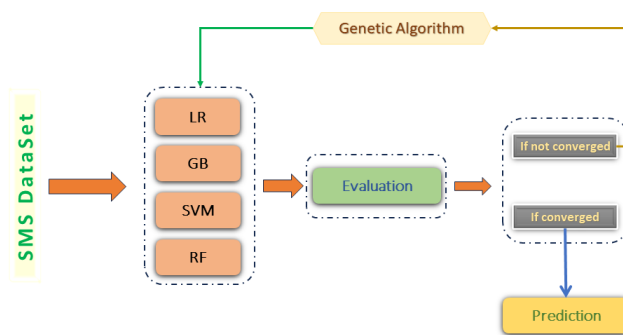 Genetic Algorithm
SMS DataSet
LR
GB
SVM
RF
Evaluation
If not converged
If converged
Prediction